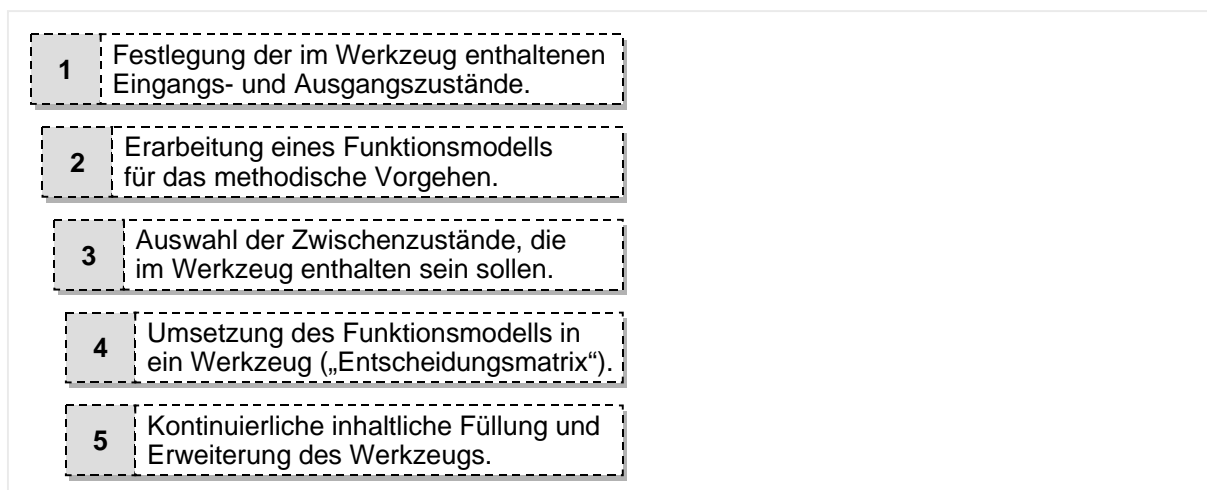 1 Festlegung der im Werkzeug enthaltenen
Eingangs- und Ausgangszustände.
2 Erarbeitung eines Funktionsmodells
für das methodische Vorgehen.
3 Auswahl der Zwischenzustände, die
im Werkzeug enthalten sein sollen.
4 Umsetzung des Funktionsmodells in
ein Werkzeug („Entscheidungsmatrix“).
5 Kontinuierliche inhaltliche Füllung und
Erweiterung des Werkzeugs.